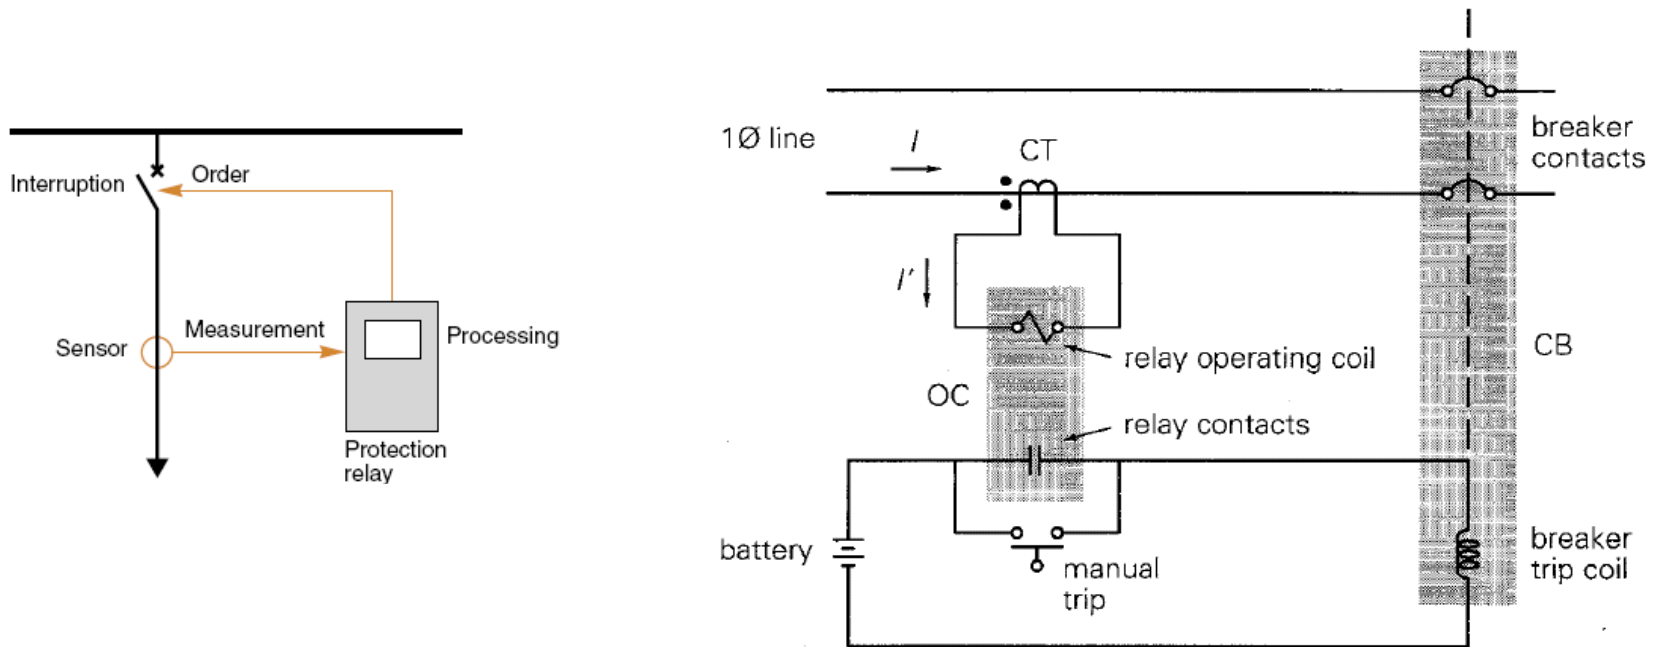 Interruption
Order
Sensor
Measurement
Processing
Protection
relay
1Ø line
I
CT
breaker
contacts
I'
relay operating coil
CB
OC
relay contacts
battery
manual
trip
breaker
trip coil